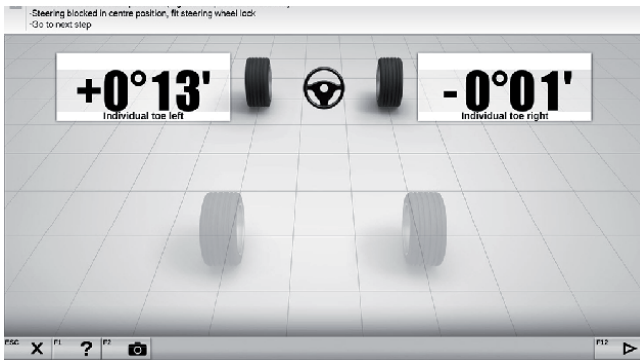 -Steering blocked in centre position, fit steering wheel lock
-Go to next step
+0°13'
Individual toe left
- 0°01'
Individual toe right
ESC X F1 ? F2
F12